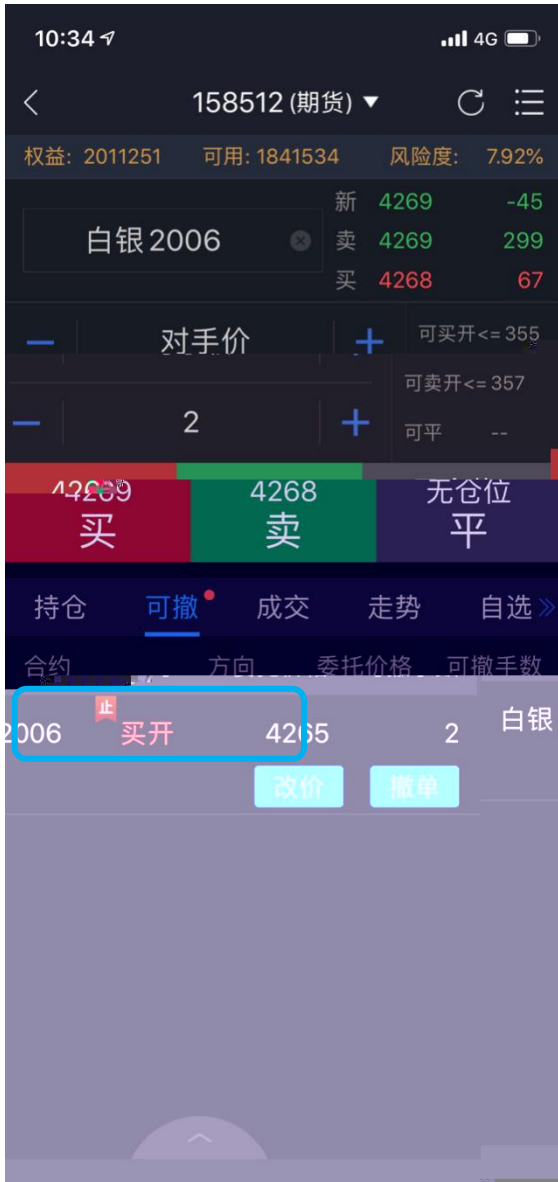 10:34 4G
158512 (期货)
权益: 2011251 可用: 1841534 风险度: 7.92%
新 4269 -45
白银 2006 卖 4269 299
买 4268 67
对手价 可买开<= 355
可卖开<= 357
2 可平 --
4268 无仓位
买 卖 平
持仓 可撤 成交 走势 自选
合约 方向 委托价格 可撤手数
止
2006 买开 4265 2 白银
改价 撤单